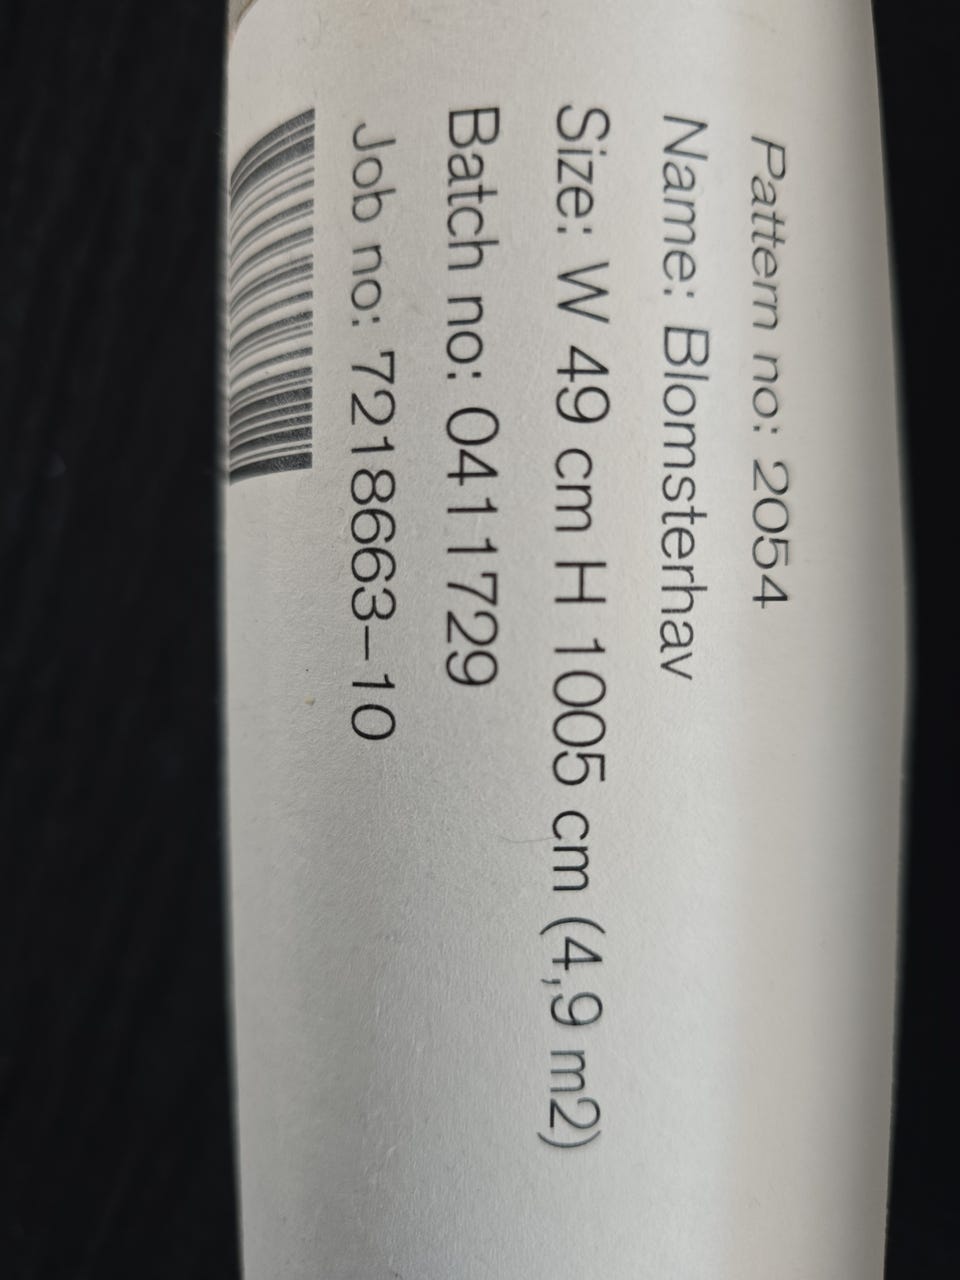 Pattern no: 2054
Name: Blomsterhav
Size: W 49 cm H 1005 cm (4,9 m2)
Batch no: 0411729
Job no: 7218663-10